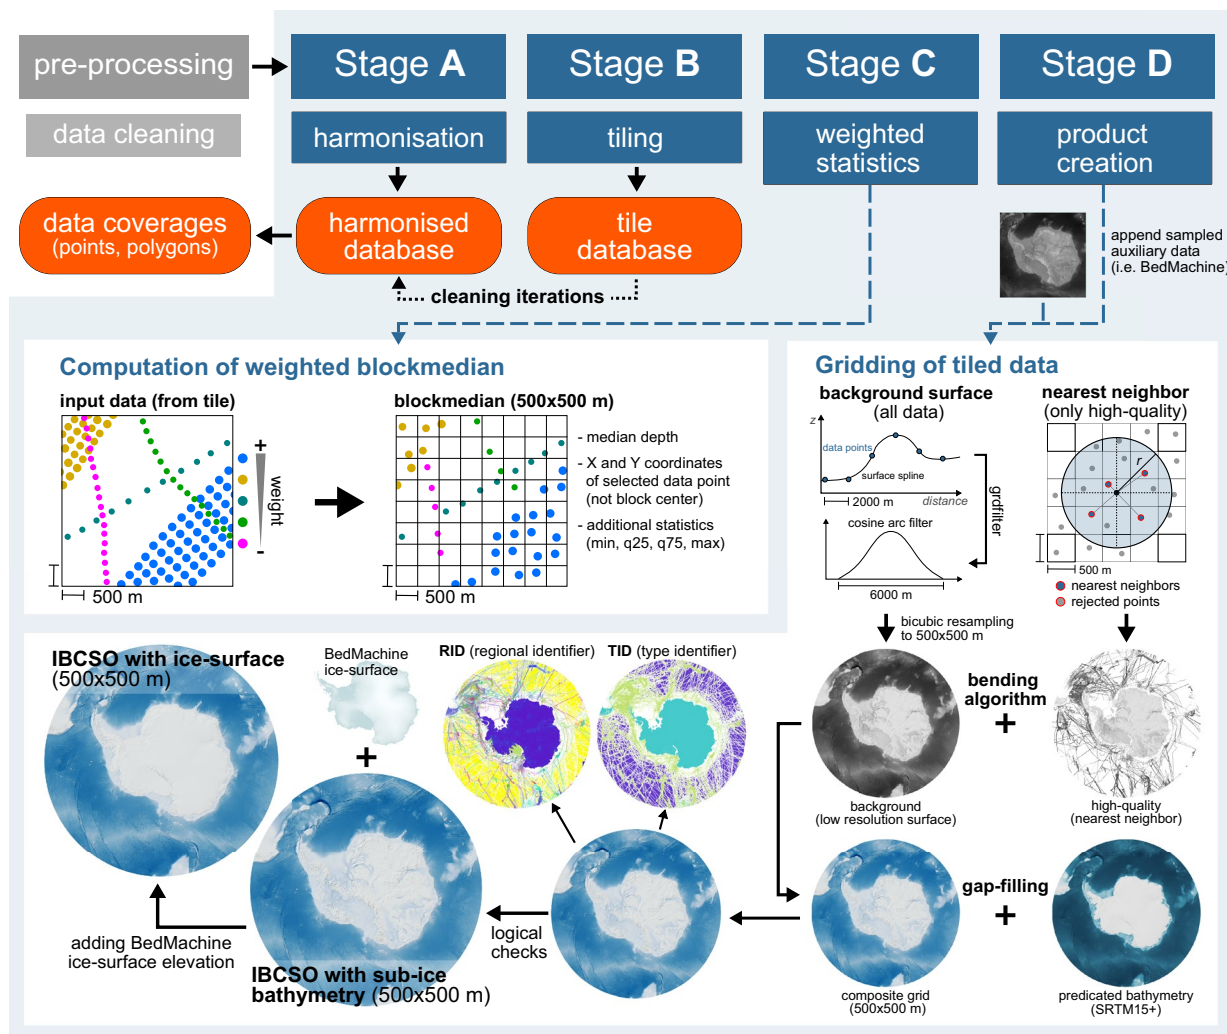 pre-processing
Stage A
Stage B
Stage C
Stage D
data cleaning
harmonisation
tiling
weighted
statistics
product
creation
data coverages
(points, polygons)
harmonised
database
tile
database
append sampled
auxiliary data
(i.e. BedMachine)
cleaning iterations
Computation of weighted blockmedian
input data (from tile)
+
weight
-
500 m
blockmedian (500x500 m)
- median depth
- X and Y coordinates
of selected data point
(not block center)
- additional statistics
(min, q25, q75, max)
500 m
Gridding of tiled data
background surface
(all data)
z
data points
surface spline
2000 m
distance
grdfilter
cosine arc filter
6000 m
nearest neighbor
(only high-quality)
r
500 m
nearest neighbors
rejected points
bicubic resampling
to 500x500 m
bending
algorithm
+
background
(low resolution surface)
high-quality
(nearest neighbor)
gap-filling
+
composite grid
(500x500 m)
predicated bathymetry
(SRTM15+)
IBCSO with ice-surface
(500x500 m)
BedMachine
ice-surface
+
RID (regional identifier)
TID (type identifier)
logical
checks
adding BedMachine
ice-surface elevation
IBCSO with sub-ice
bathymetry (500x500 m)